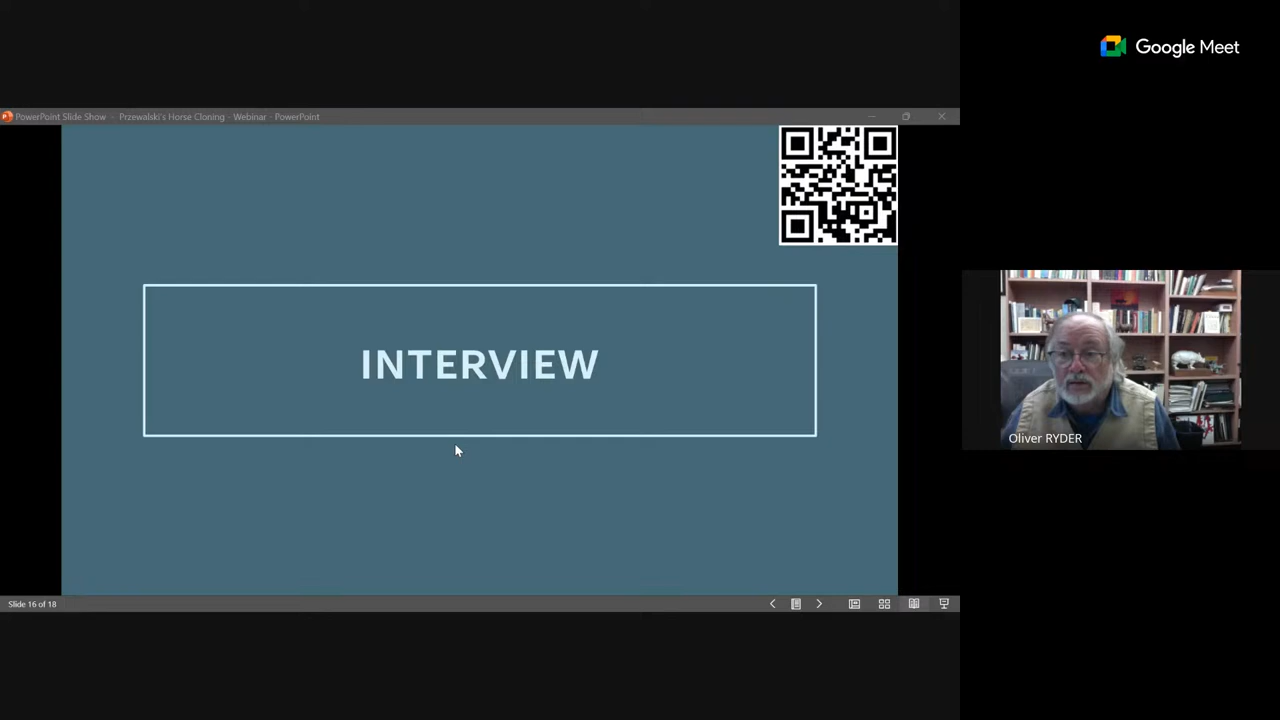 Google Meet
PowerPoint Slide Show - Przewalski's Horse Cloning - Webinar - PowerPoint
INTERVIEW
Oliver RYDER
Slide 16 of 18